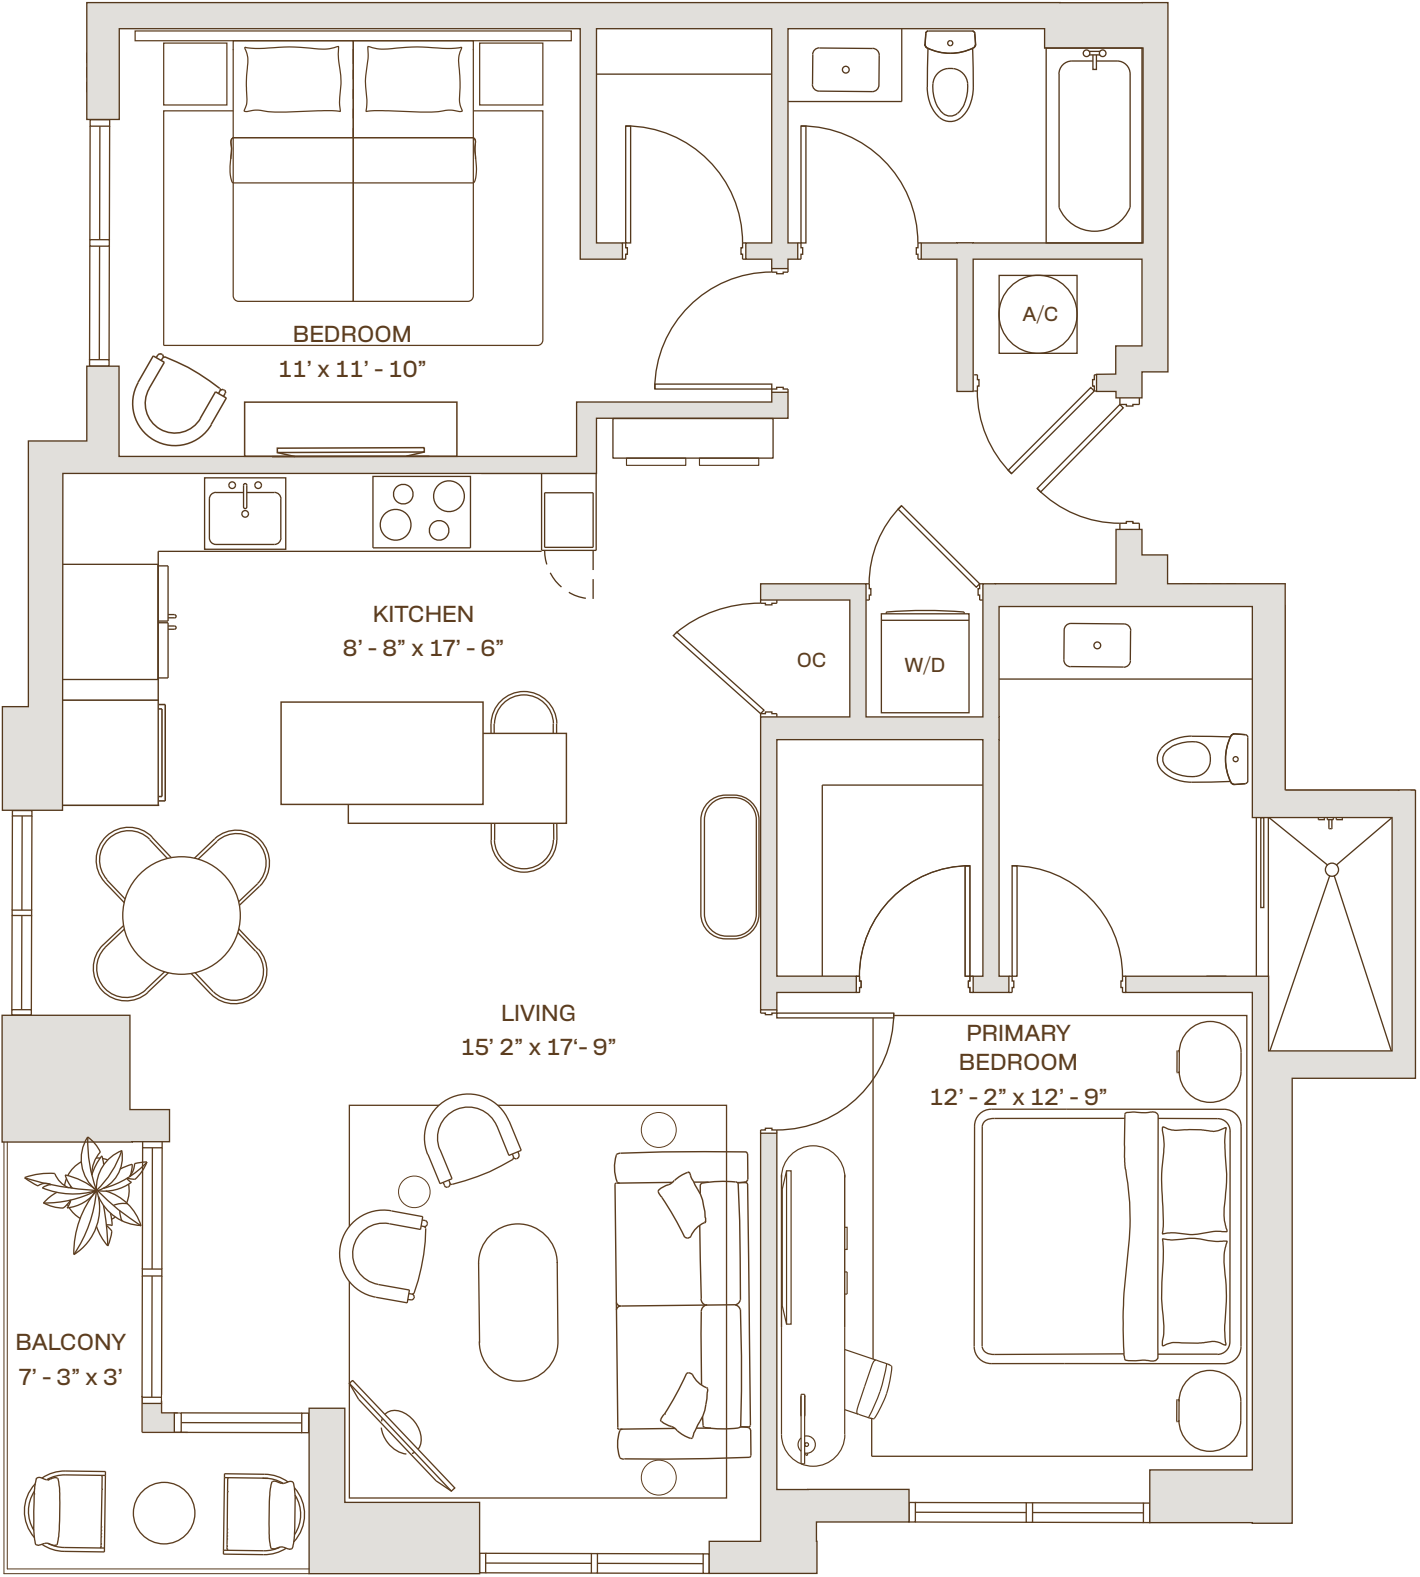 BEDROOM
11’ x 11’ - 10”
A/C
KITCHEN
8’ - 8” x 17’ - 6”
OC
W/D
LIVING
15’ 2” x 17‘- 9”
PRIMARY
BEDROOM
12’ - 2” x 12’ - 9”
BALCONY
7’ - 3” x 3’